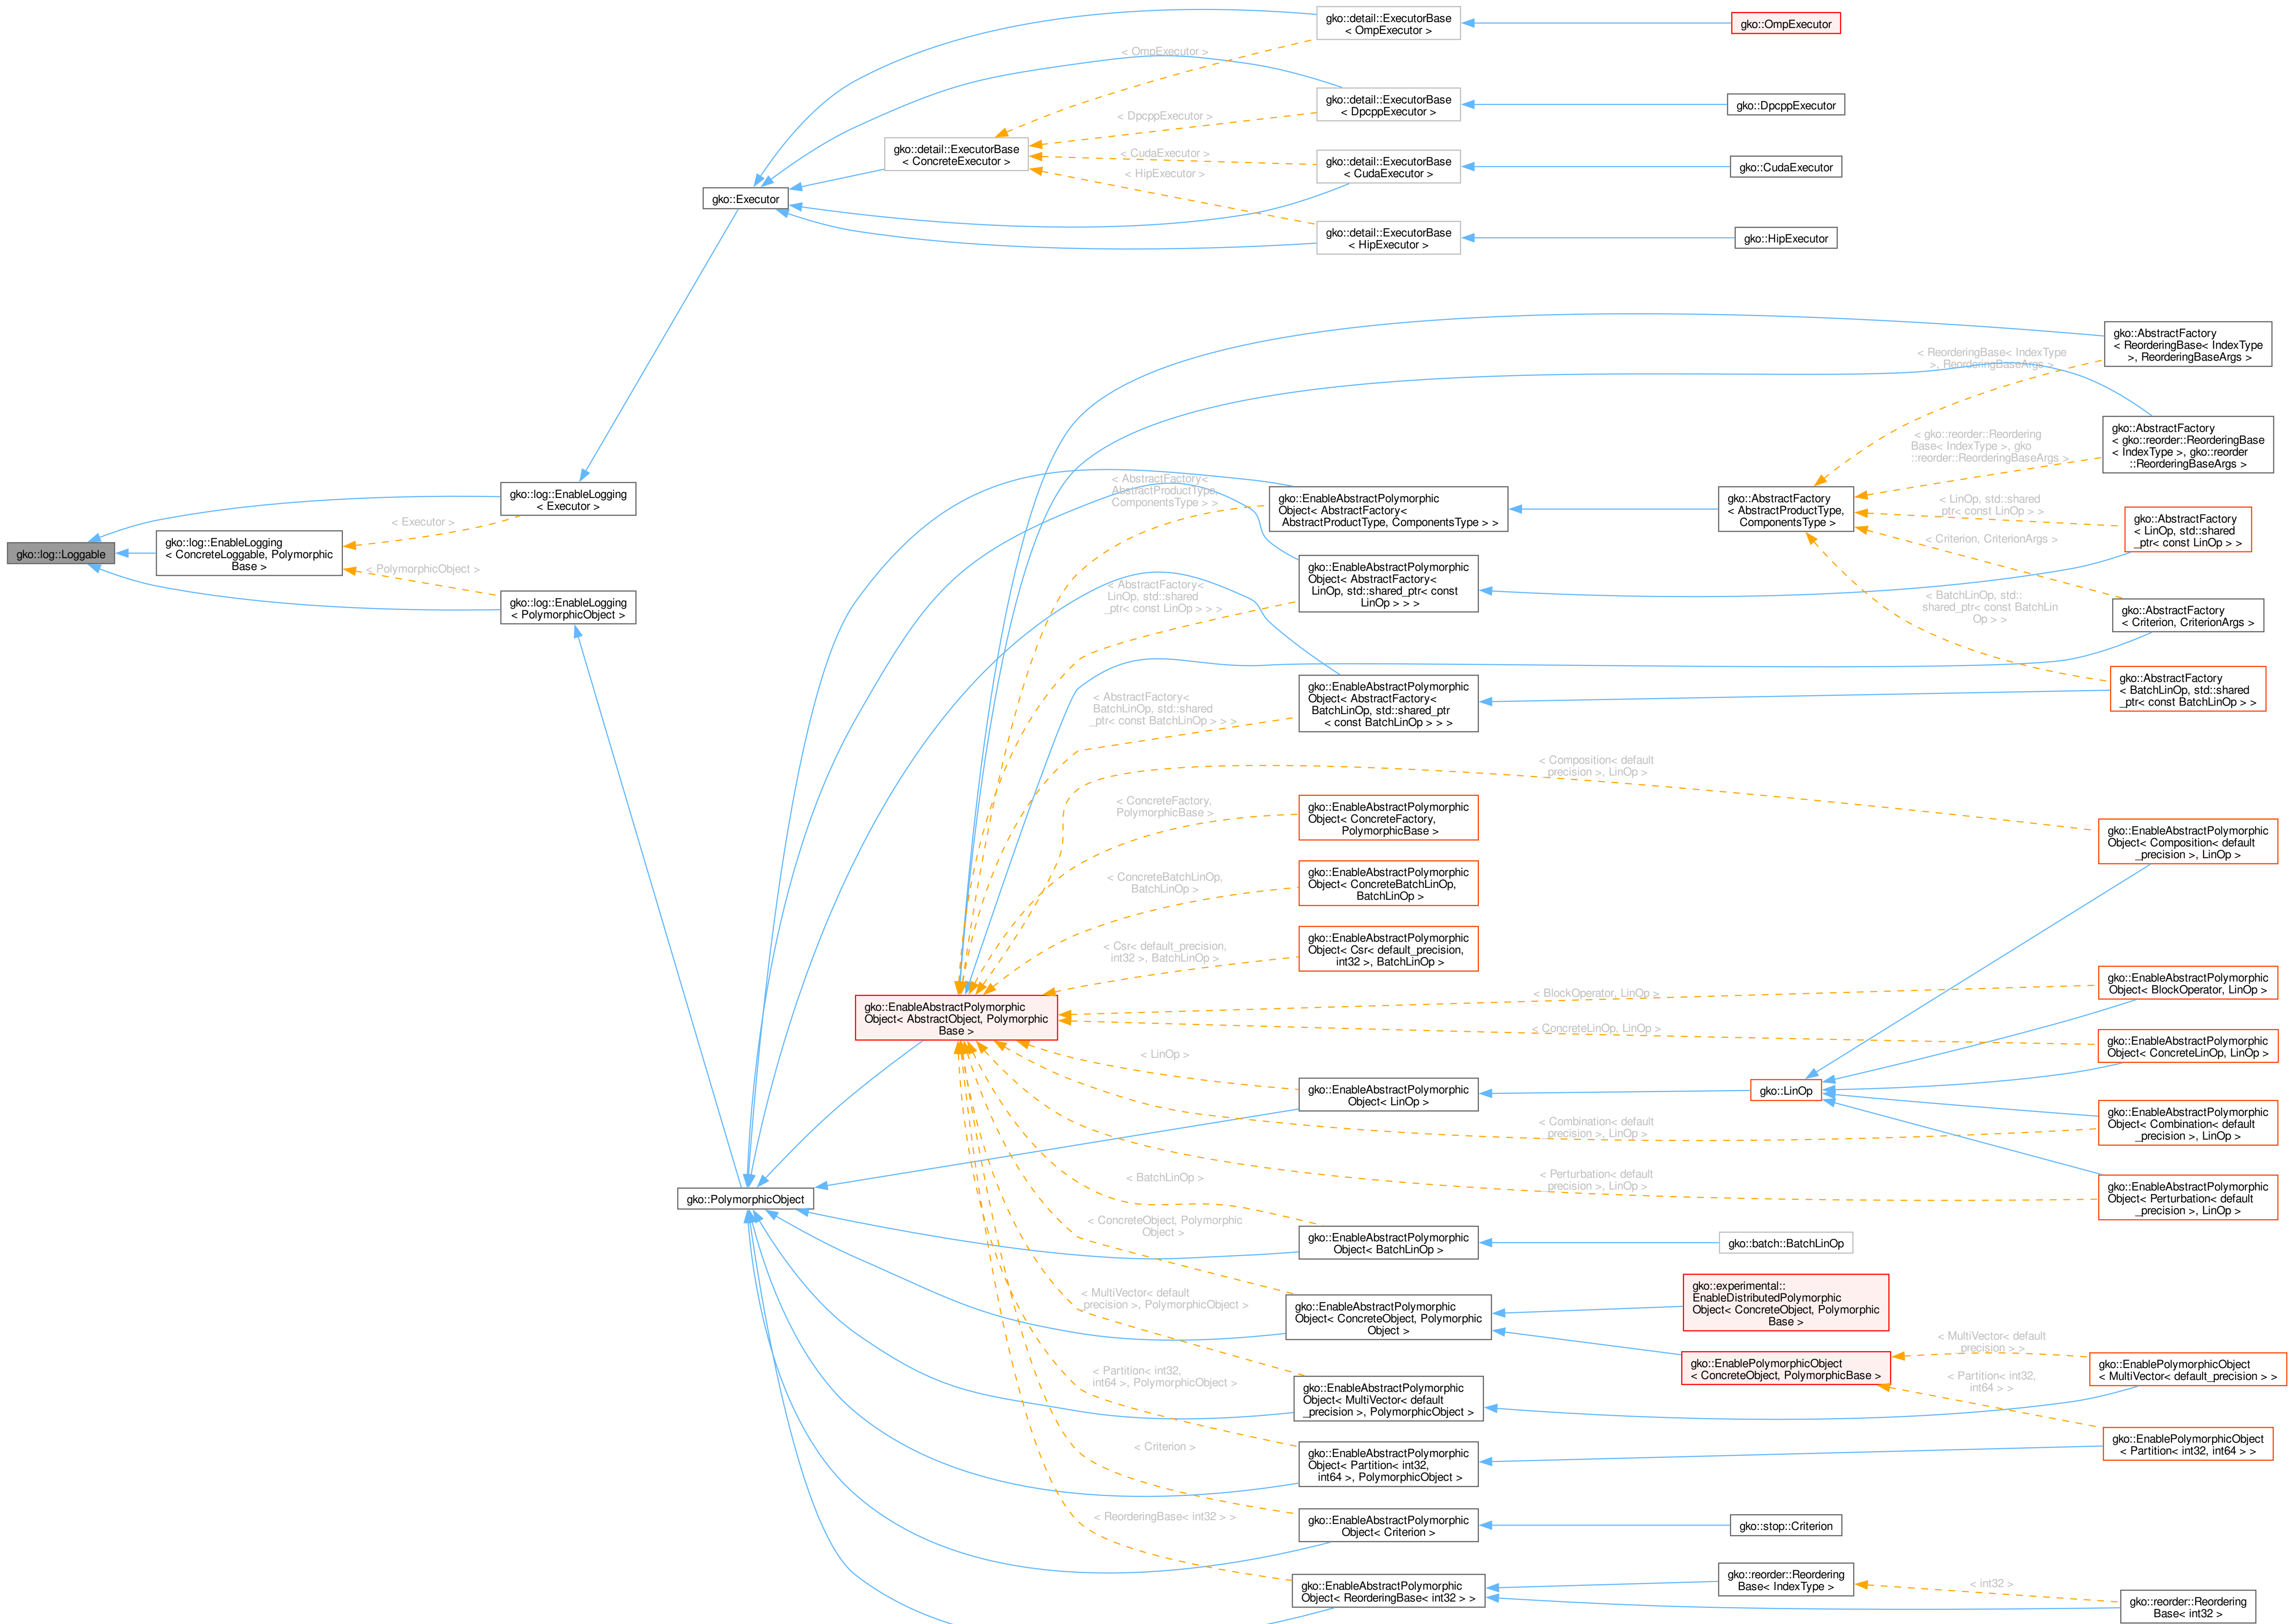 gko::log::Loggable
gko::log::EnableLogging
< Executor >
gko::log::EnableLogging
< ConcreteLoggable, Polymorphic
Base >
gko::log::EnableLogging
< PolymorphicObject >
< Executor >
< PolymorphicObject >
gko::Executor
gko::PolymorphicObject
gko::detail::ExecutorBase
< ConcreteExecutor >
< OmpExecutor >
< DpcppExecutor >
< CudaExecutor >
< HipExecutor >
gko::detail::ExecutorBase
< OmpExecutor >
gko::detail::ExecutorBase
< DpcppExecutor >
gko::detail::ExecutorBase
< CudaExecutor >
gko::detail::ExecutorBase
< HipExecutor >
gko::OmpExecutor
gko::DpcppExecutor
gko::CudaExecutor
gko::HipExecutor
gko::EnableAbstractPolymorphic
Object< AbstractObject, Polymorphic
Base >
< AbstractFactory<
AbstractProductType,
ComponentsType > >
< AbstractFactory<
LinOp, std::shared
_ptr< const LinOp > > >
< AbstractFactory<
BatchLinOp, std::shared
_ptr< const BatchLinOp > > >
< ConcreteFactory,
PolymorphicBase >
< ConcreteBatchLinOp,
BatchLinOp >
< Csr< default_precision,
int32 >, BatchLinOp >
< LinOp >
< BatchLinOp >
< ConcreteObject, Polymorphic
Object >
< MultiVector< default
_precision >, PolymorphicObject >
< Partition< int32,
int64 >, PolymorphicObject >
< Criterion >
< ReorderingBase< int32 > >
gko::EnableAbstractPolymorphic
Object< AbstractFactory<
AbstractProductType, ComponentsType > >
gko::EnableAbstractPolymorphic
Object< AbstractFactory<
LinOp, std::shared_ptr< const
LinOp > > >
gko::EnableAbstractPolymorphic
Object< AbstractFactory<
BatchLinOp, std::shared_ptr
< const BatchLinOp > > >
gko::EnableAbstractPolymorphic
Object< ConcreteFactory,
PolymorphicBase >
gko::EnableAbstractPolymorphic
Object< ConcreteBatchLinOp,
BatchLinOp >
gko::EnableAbstractPolymorphic
Object< Csr< default_precision,
int32 >, BatchLinOp >
gko::EnableAbstractPolymorphic
Object< LinOp >
gko::EnableAbstractPolymorphic
Object< BatchLinOp >
gko::EnableAbstractPolymorphic
Object< ConcreteObject, Polymorphic
Object >
gko::EnableAbstractPolymorphic
Object< MultiVector< default
_precision >, PolymorphicObject >
gko::EnableAbstractPolymorphic
Object< Partition< int32,
int64 >, PolymorphicObject >
gko::EnableAbstractPolymorphic
Object< Criterion >
gko::EnableAbstractPolymorphic
Object< ReorderingBase< int32 > >
< Composition< default
_precision >, LinOp >
< BlockOperator, LinOp >
< ConcreteLinOp, LinOp >
< Combination< default
_precision >, LinOp >
< Perturbation< default
_precision >, LinOp >
gko::AbstractFactory
< AbstractProductType,
ComponentsType >
gko::LinOp
gko::batch::BatchLinOp
gko::experimental::
EnableDistributedPolymorphic
Object< ConcreteObject, Polymorphic
Base >
gko::EnablePolymorphicObject
< ConcreteObject, PolymorphicBase >
gko::stop::Criterion
gko::reorder::Reordering
Base< IndexType >
< ReorderingBase< IndexType
>, ReorderingBaseArgs >
< gko::reorder::Reordering
Base< IndexType >, gko
::reorder::ReorderingBaseArgs >
< LinOp, std::shared
_ptr< const LinOp > >
< Criterion, CriterionArgs >
< BatchLinOp, std::
shared_ptr< const BatchLin
Op > >
< MultiVector< default
_precision > >
< Partition< int32,
int64 > >
< int32 >
gko::AbstractFactory
< ReorderingBase< IndexType
>, ReorderingBaseArgs >
gko::AbstractFactory
< gko::reorder::ReorderingBase
< IndexType >, gko::reorder
::ReorderingBaseArgs >
gko::AbstractFactory
< LinOp, std::shared
_ptr< const LinOp > >
gko::AbstractFactory
< Criterion, CriterionArgs >
gko::AbstractFactory
< BatchLinOp, std::shared
_ptr< const BatchLinOp > >
gko::EnableAbstractPolymorphic
Object< Composition< default
_precision >, LinOp >
gko::EnableAbstractPolymorphic
Object< BlockOperator, LinOp >
gko::EnableAbstractPolymorphic
Object< ConcreteLinOp, LinOp >
gko::EnableAbstractPolymorphic
Object< Combination< default
_precision >, LinOp >
gko::EnableAbstractPolymorphic
Object< Perturbation< default
_precision >, LinOp >
gko::EnablePolymorphicObject
< MultiVector< default_precision > >
gko::EnablePolymorphicObject
< Partition< int32, int64 > >
gko::reorder::Reordering
Base< int32 >